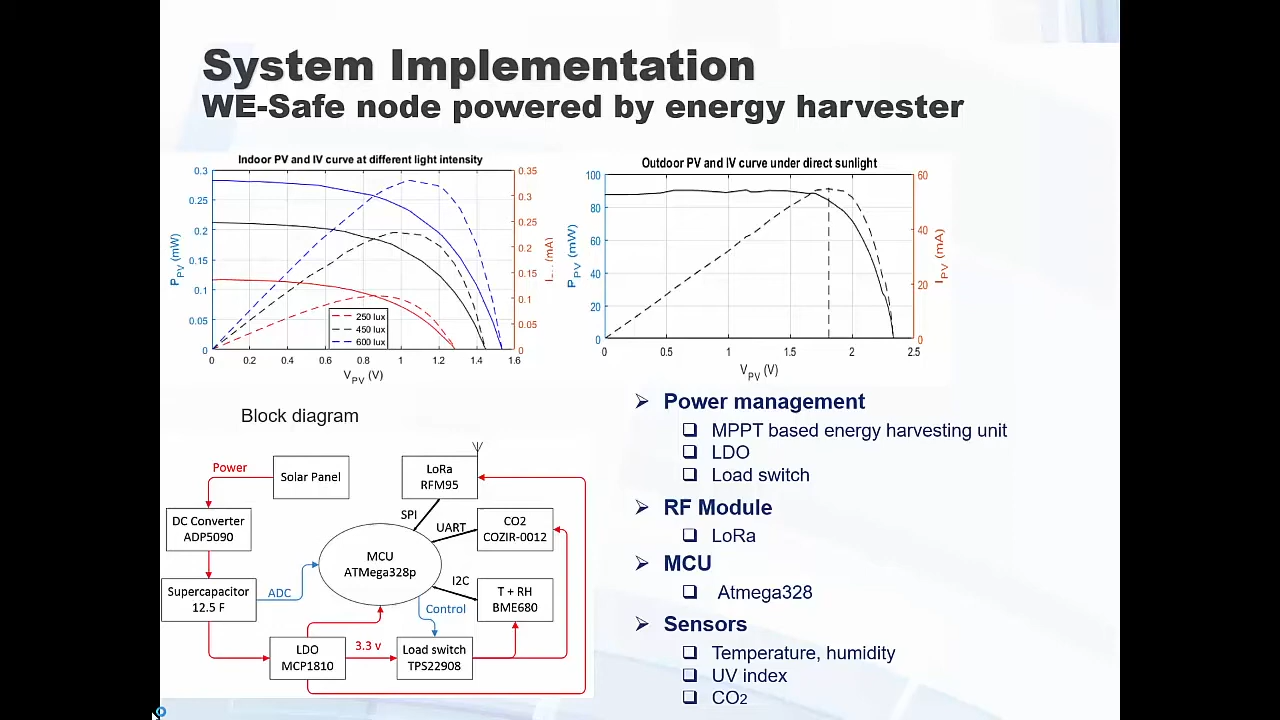 System Implementation
WE-Safe node powered by energy harvester
Indoor PV and IV curve at different light intensity
0.3
0.25
0.2
0.15
0.1
0.05
0
P_PV (mW)
0.35
0.3
0.25
0.2
0.15
0.1
0.05
0
(mA)
250 lux
450 lux
600 lux
0 0.2 0.4 0.6 0.8 1 1.2 1.4 1.6
V_PV (V)
Outdoor PV and IV curve under direct sunlight
100
80
60
40
20
0
P_PV (mW)
60
40
20
0
I_PV (mA)
0 0.5 1 1.5 2 2.5
V_PV (V)
Block diagram
Power
Solar Panel
LoRa
RFM95
DC Converter
ADP5090
SPI
UART
CO2
COZIR-0012
MCU
ATMega328p
Supercapacitor
12.5 F
ADC
I2C
T + RH
BME680
Control
LDO
MCP1810
3.3 v
Load switch
TPS22908
Power management
MPPT based energy harvesting unit
LDO
Load switch
RF Module
LoRa
MCU
Atmega328
Sensors
Temperature, humidity
UV index
CO2